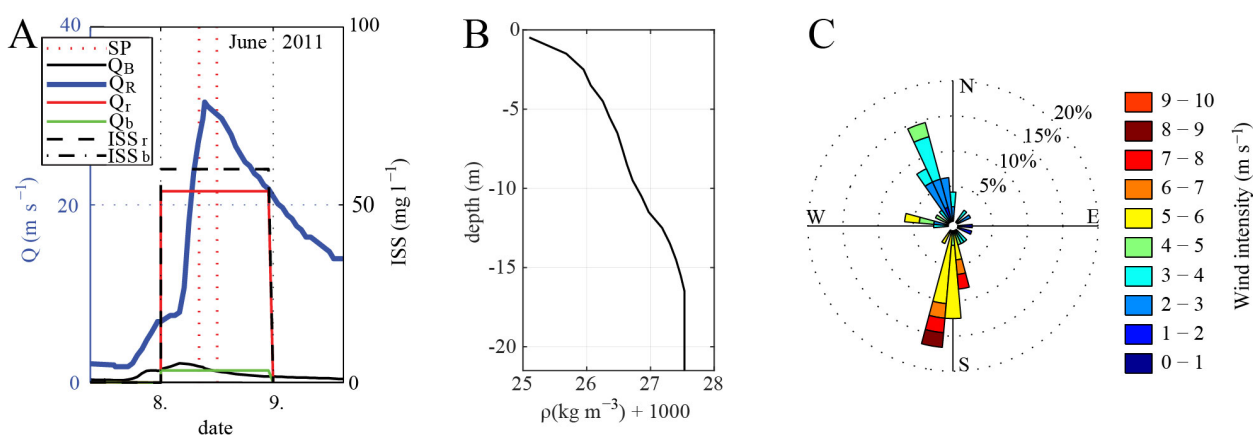 A
40
20
0
Q (m s⁻¹)
June 2011
SP
Q_B
Q_R
Q_r
Q_b
ISS r
ISS b
100
50
0
ISS (mg l⁻¹)
8.
9.
date
B
0
-5
-10
-15
-20
depth (m)
25
26
27
28
ρ(kg m⁻³) + 1000
C
N
20%
15%
10%
5%
W
E
S
9 − 10
8 − 9
7 − 8
6 − 7
5 − 6
4 − 5
3 − 4
2 − 3
1 − 2
0 − 1
Wind intensity (m s⁻¹)